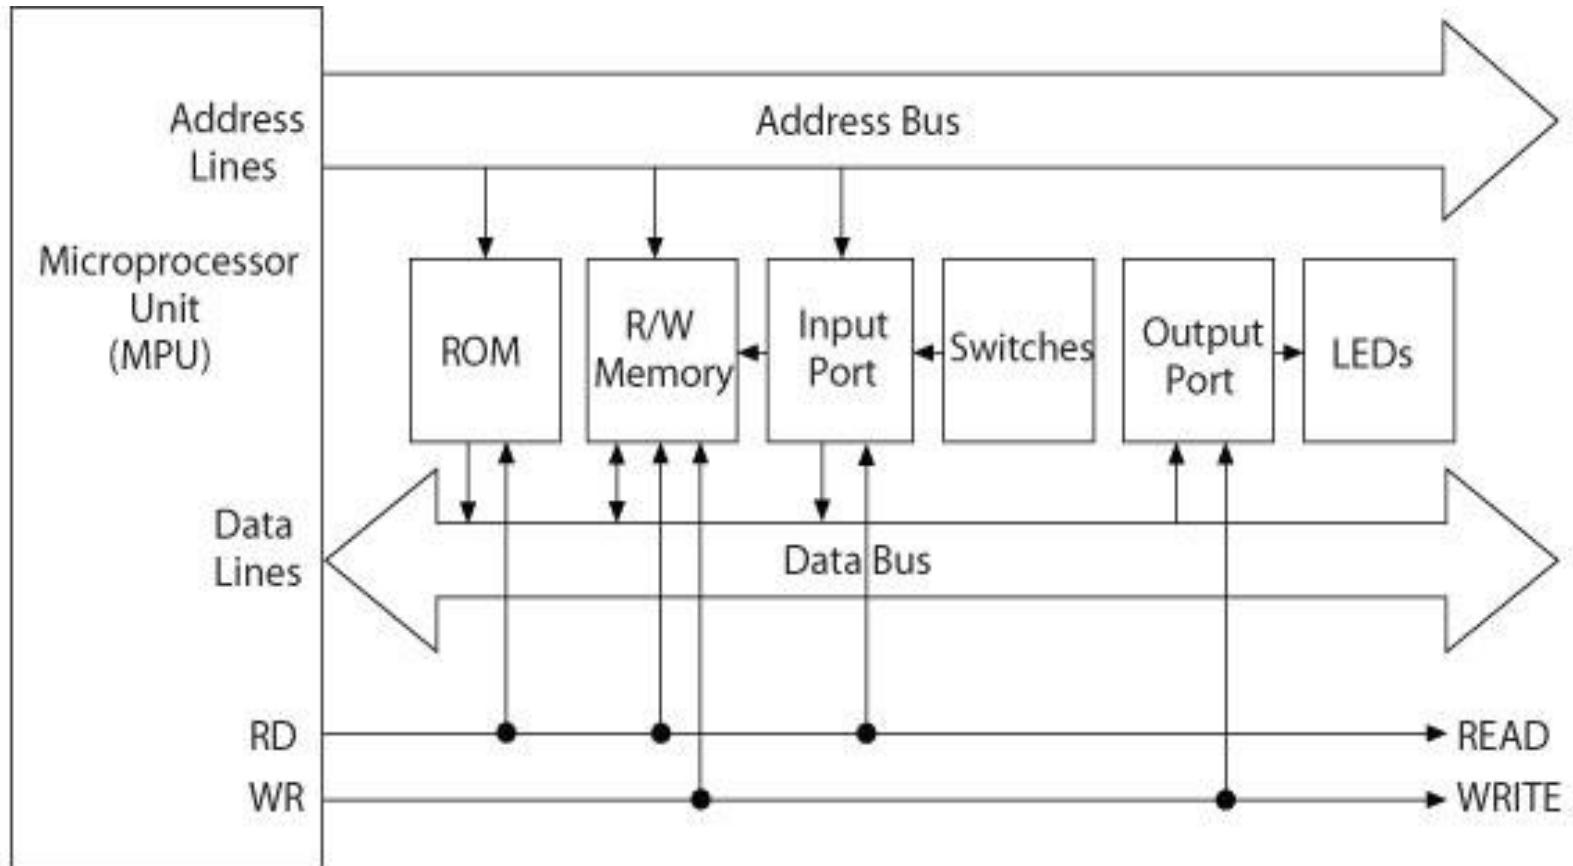 Address
Lines
Address Bus
Microprocessor
Unit
(MPU)
ROM
R/W
Memory
Input
Port
Switches
Output
Port
LEDs
Data
Lines
Data Bus
RD
READ
WR
WRITE